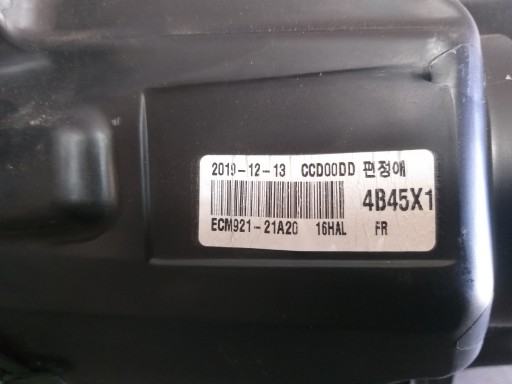 2019-12-13 CCD00DD 편정애
4B45X1
ECM921-21A20 16HAL FR